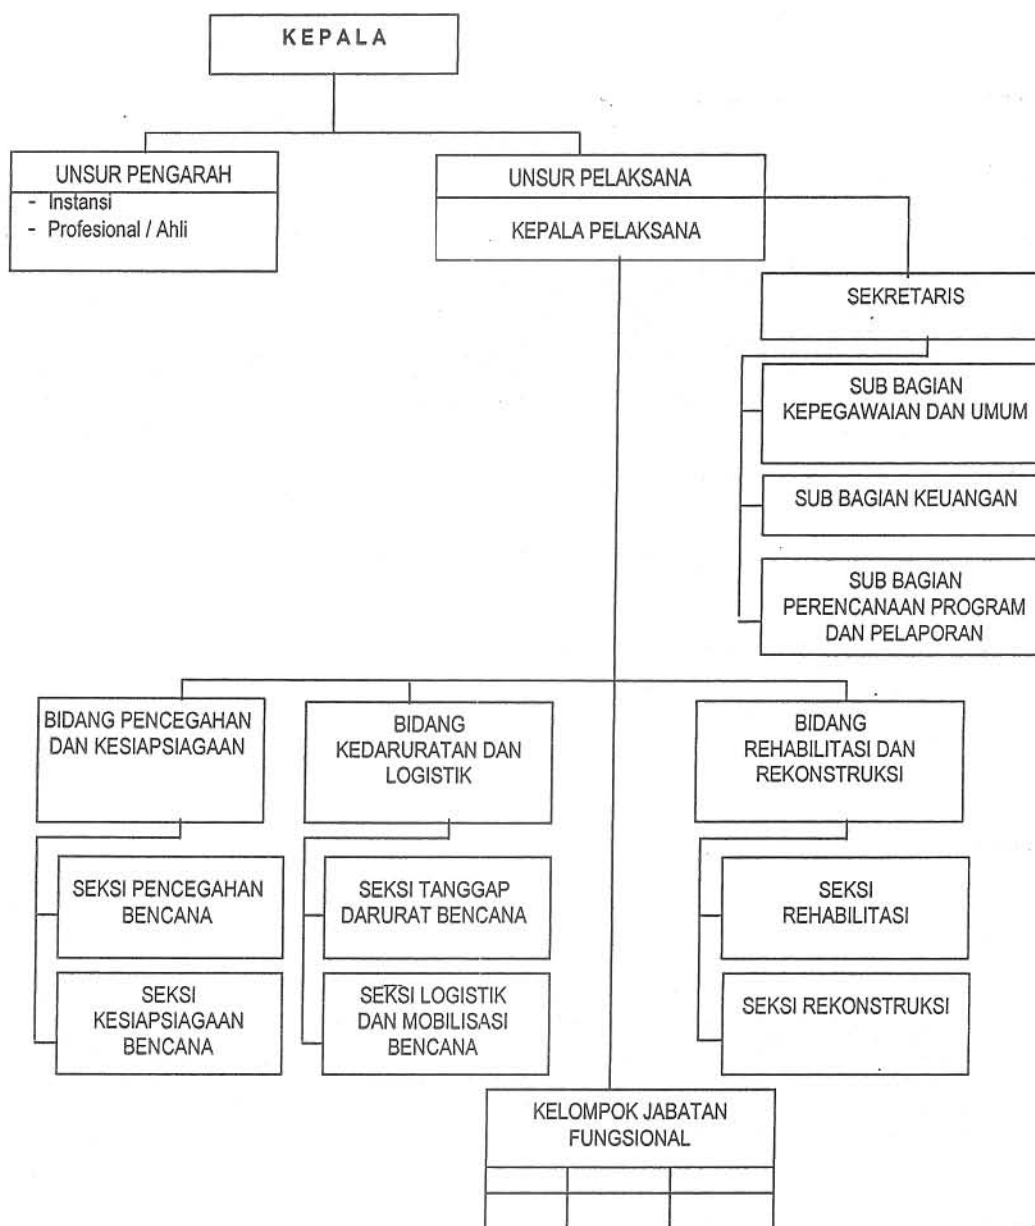 KEPALA
UNSUR PENGARAH
- Instansi
- Profesional / Ahli
UNSUR PELAKSANA
KEPALA PELAKSANA
SEKRETARIS
SUB BAGIAN
KEPEGAWAIAN DAN UMUM
SUB BAGIAN KEUANGAN
SUB BAGIAN
PERENCANAAN PROGRAM
DAN PELAPORAN
BIDANG PENCEGAHAN
DAN KESIAPSIAGAAN
BIDANG
KEDARURATAN DAN
LOGISTIK
BIDANG
REHABILITASI DAN
REKONSTRUKSI
SEKSI PENCEGAHAN
BENCANA
SEKSI TANGGAP
DARURAT BENCANA
SEKSI
REHABILITASI
SEKSI
KESIAPSIAGAAN
BENCANA
SEKSI LOGISTIK
DAN MOBILISASI
BENCANA
SEKSI REKONSTRUKSI
KELOMPOK JABATAN
FUNGSIONAL